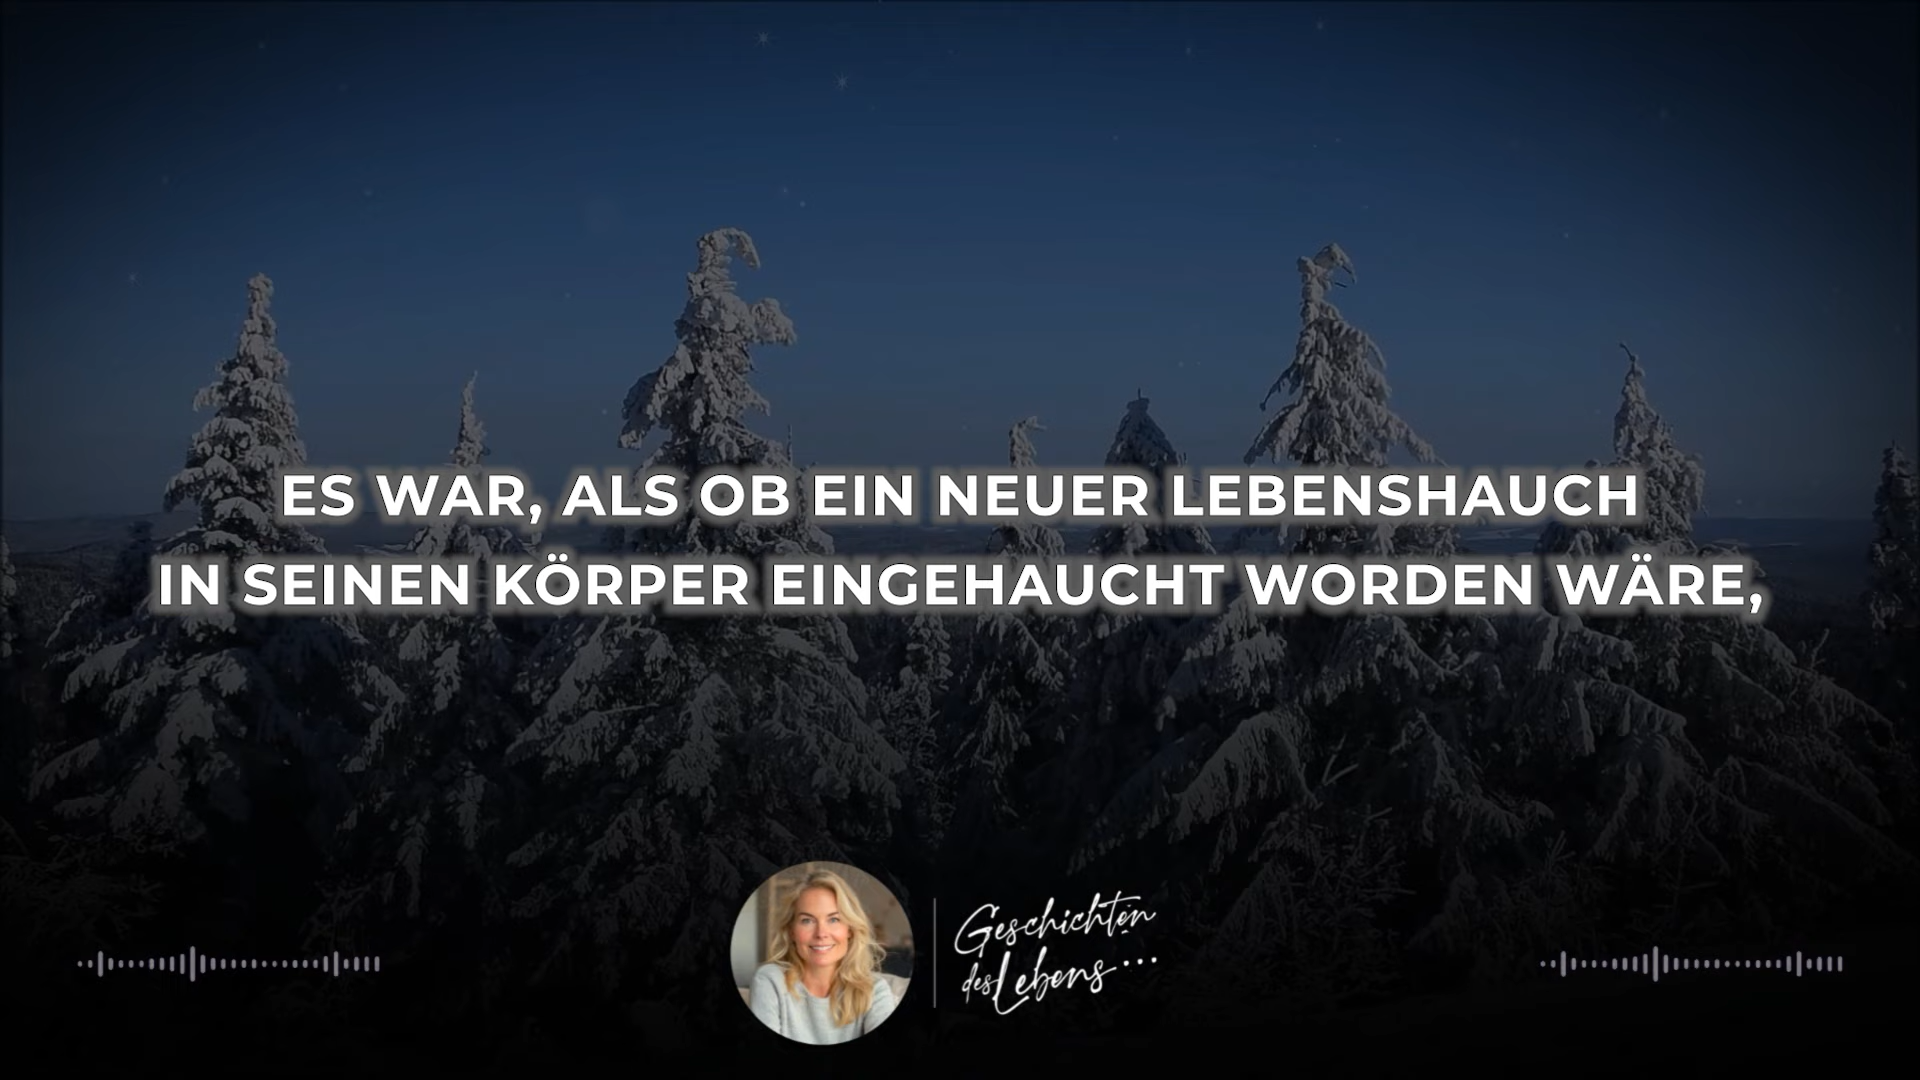 ES WAR, ALS OB EIN NEUER LEBENSHAUCH
IN SEINEN KÖRPER EINGEHAUCHT WORDEN WÄRE,
Geschichten
des Lebens...